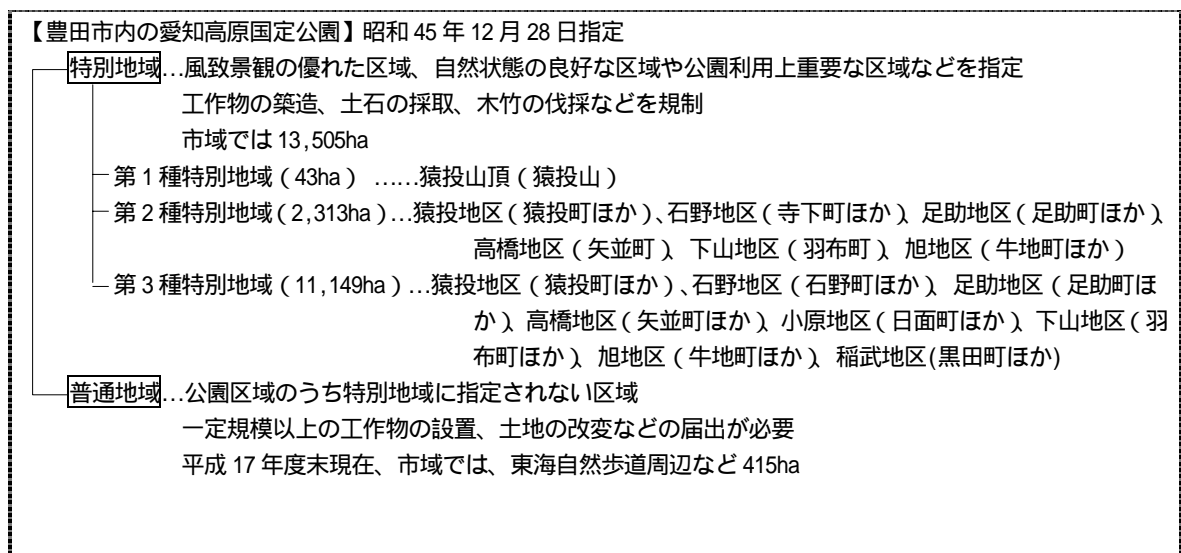 【豊田市内の愛知高原国定公園】昭和 45 年 12 月 28 日指定
特別地域…風致景観の優れた区域、自然状態の良好な区域や公園利用上重要な区域などを指定
工作物の築造、土石の採取、木竹の伐採などを規制
市域では 13,505ha
第 1 種特別地域（43ha）……猿投山頂（猿投山）
第 2 種特別地域（2,313ha）…猿投地区（猿投町ほか）、石野地区（寺下町ほか）、足助地区（足助町ほか）、
高橋地区（矢並町）、下山地区（羽布町）、旭地区（牛地町ほか）
第 3 種特別地域（11,149ha）…猿投地区（猿投町ほか）、石野地区（石野町ほか）、足助地区（足助町ほ
か）、高橋地区（矢並町ほか）、小原地区（日面町ほか）、下山地区（羽
布町ほか）、旭地区（牛地町ほか）、稲武地区(黒田町ほか)
普通地域…公園区域のうち特別地域に指定されない区域
一定規模以上の工作物の設置、土地の改変などの届出が必要
平成 17 年度末現在、市域では、東海自然歩道周辺など 415ha